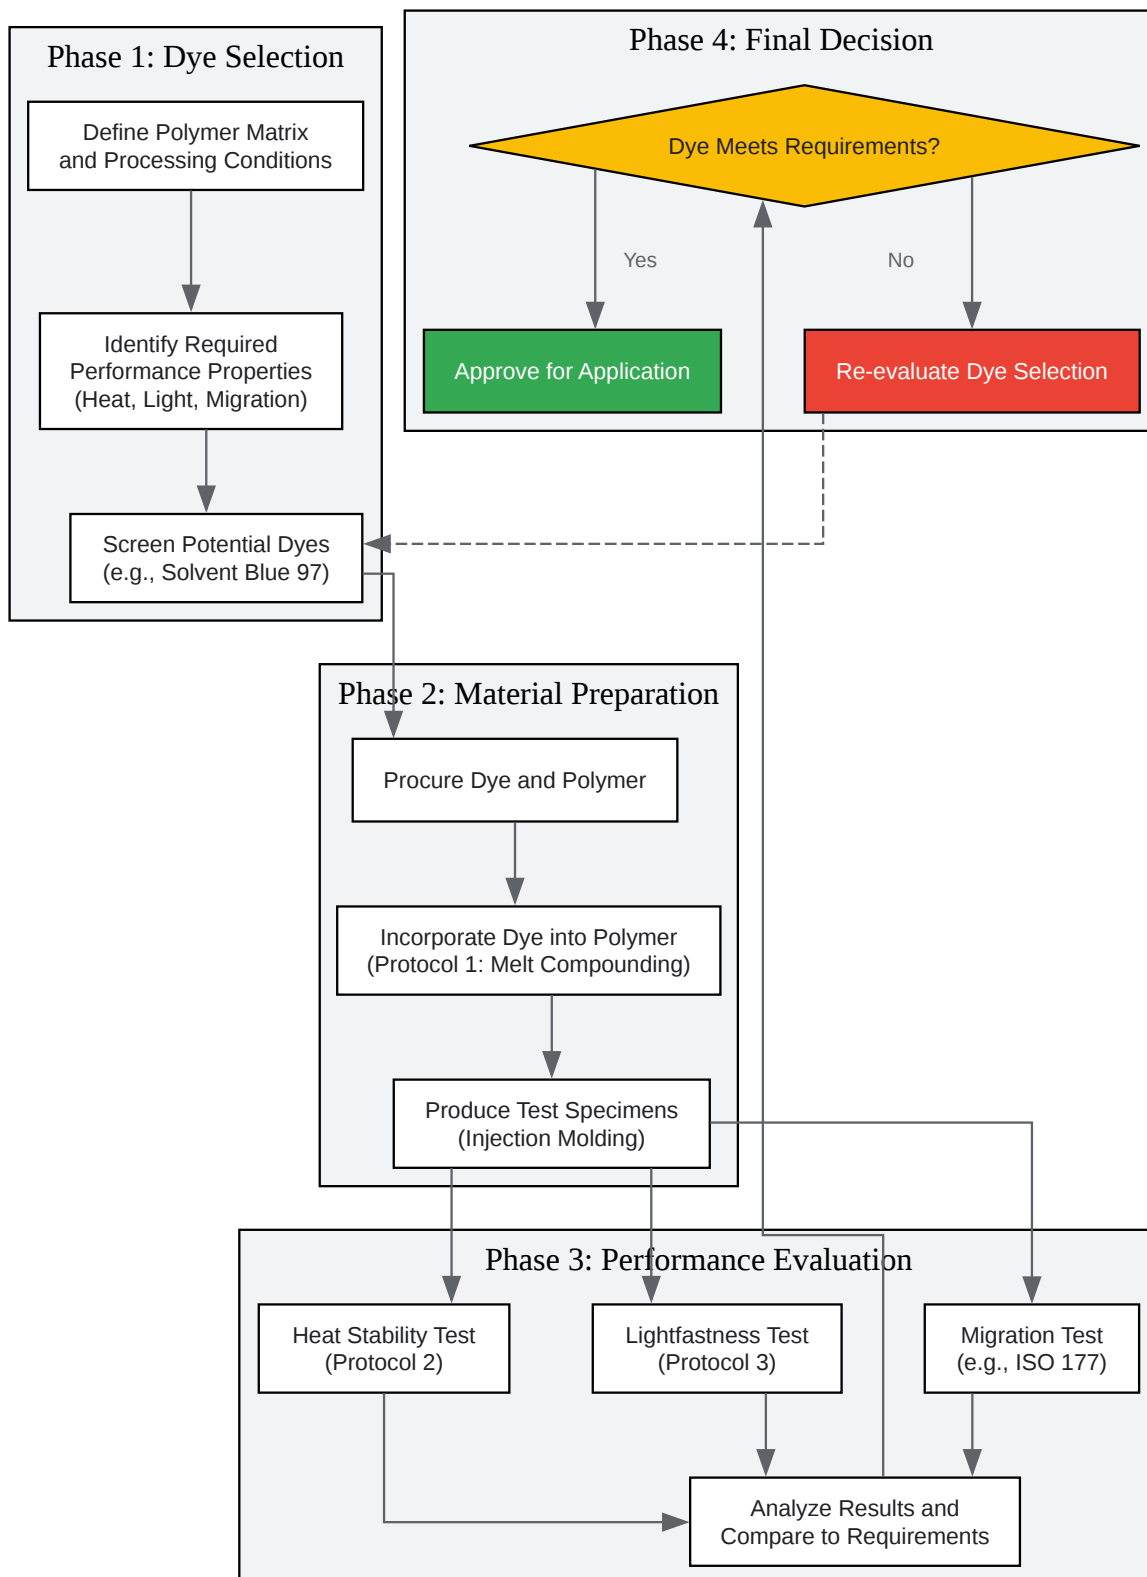 Phase 1: Dye Selection
Define Polymer Matrix
and Processing Conditions
Identify Required
Performance Properties
(Heat, Light, Migration)
Screen Potential Dyes
(e.g., Solvent Blue 97)
Phase 4: Final Decision
Dye Meets Requirements?
Yes
No
Approve for Application
Re-evaluate Dye Selection
Phase 2: Material Preparation
Procure Dye and Polymer
Incorporate Dye into Polymer
(Protocol 1: Melt Compounding)
Produce Test Specimens
(Injection Molding)
Phase 3: Performance Evaluation
Heat Stability Test
(Protocol 2)
Lightfastness Test
(Protocol 3)
Migration Test
(e.g., ISO 177)
Analyze Results and
Compare to Requirements